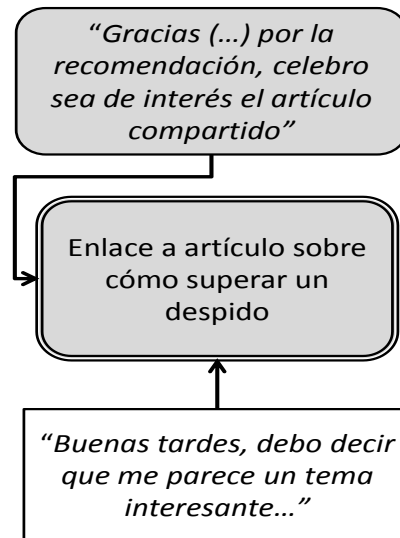 “Gracias (…) por la
recomendación, celebro
sea de interés el artículo
compartido”
Enlace a artículo sobre
cómo superar un
despido
“Buenas tardes, debo decir
que me parece un tema
interesante…”